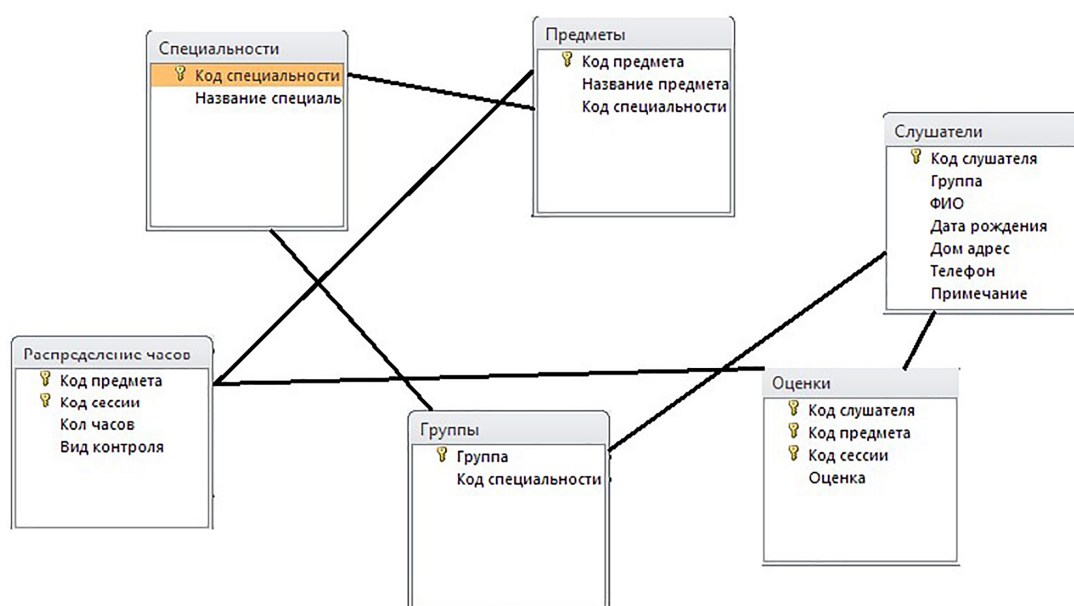 Специальности
Код специальности
Название специаль
Предметы
Код предмета
Название предмета
Код специальности
Слушатели
Код слушателя
Группа
ФИО
Дата рождения
Дом адрес
Телефон
Примечание
Распределение часов
Код предмета
Код сессии
Кол часов
Вид контроля
Группы
Группа
Код специальности
Оценки
Код слушателя
Код предмета
Код сессии
Оценка